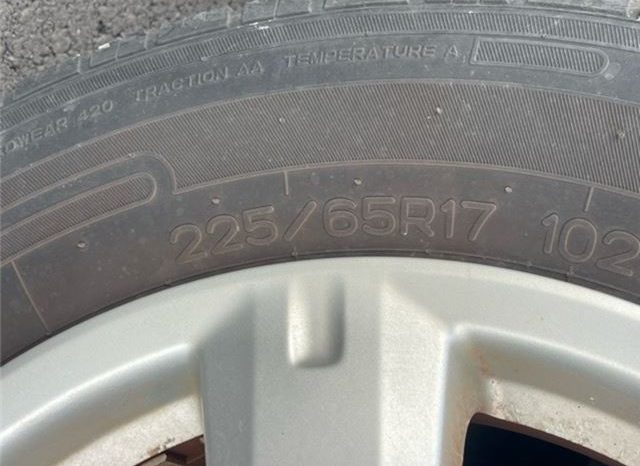 TRACTION AA TEMPERATURE A
420
225/65R17 102